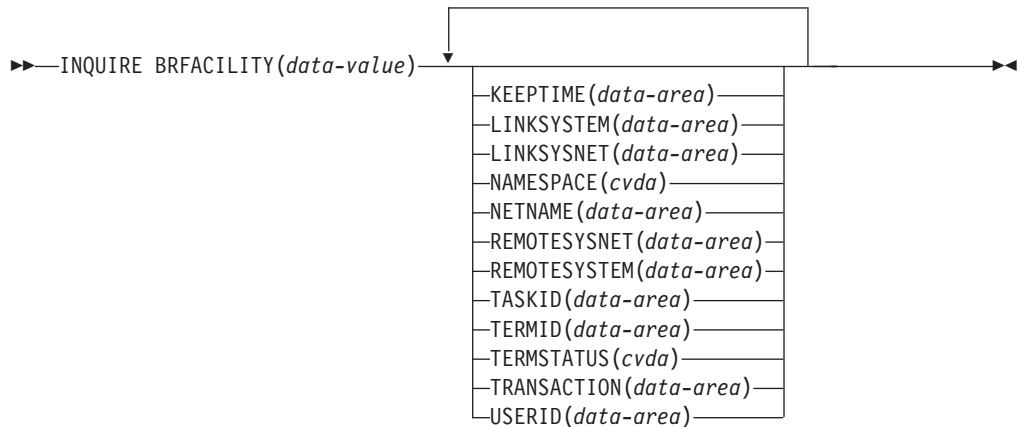 INQUIRE BRFACILITY(data-value)
KEEPTIME(data-area)
LINKSYSTEM(data-area)
LINKSYSNET(data-area)
NAMESPACE(cvda)
NETNAME(data-area)
REMOTESYSNET(data-area)
REMOTESYSTEM(data-area)
TASKID(data-area)
TERMID(data-area)
TERMSTATUS(cvda)
TRANSACTION(data-area)
USERID(data-area)